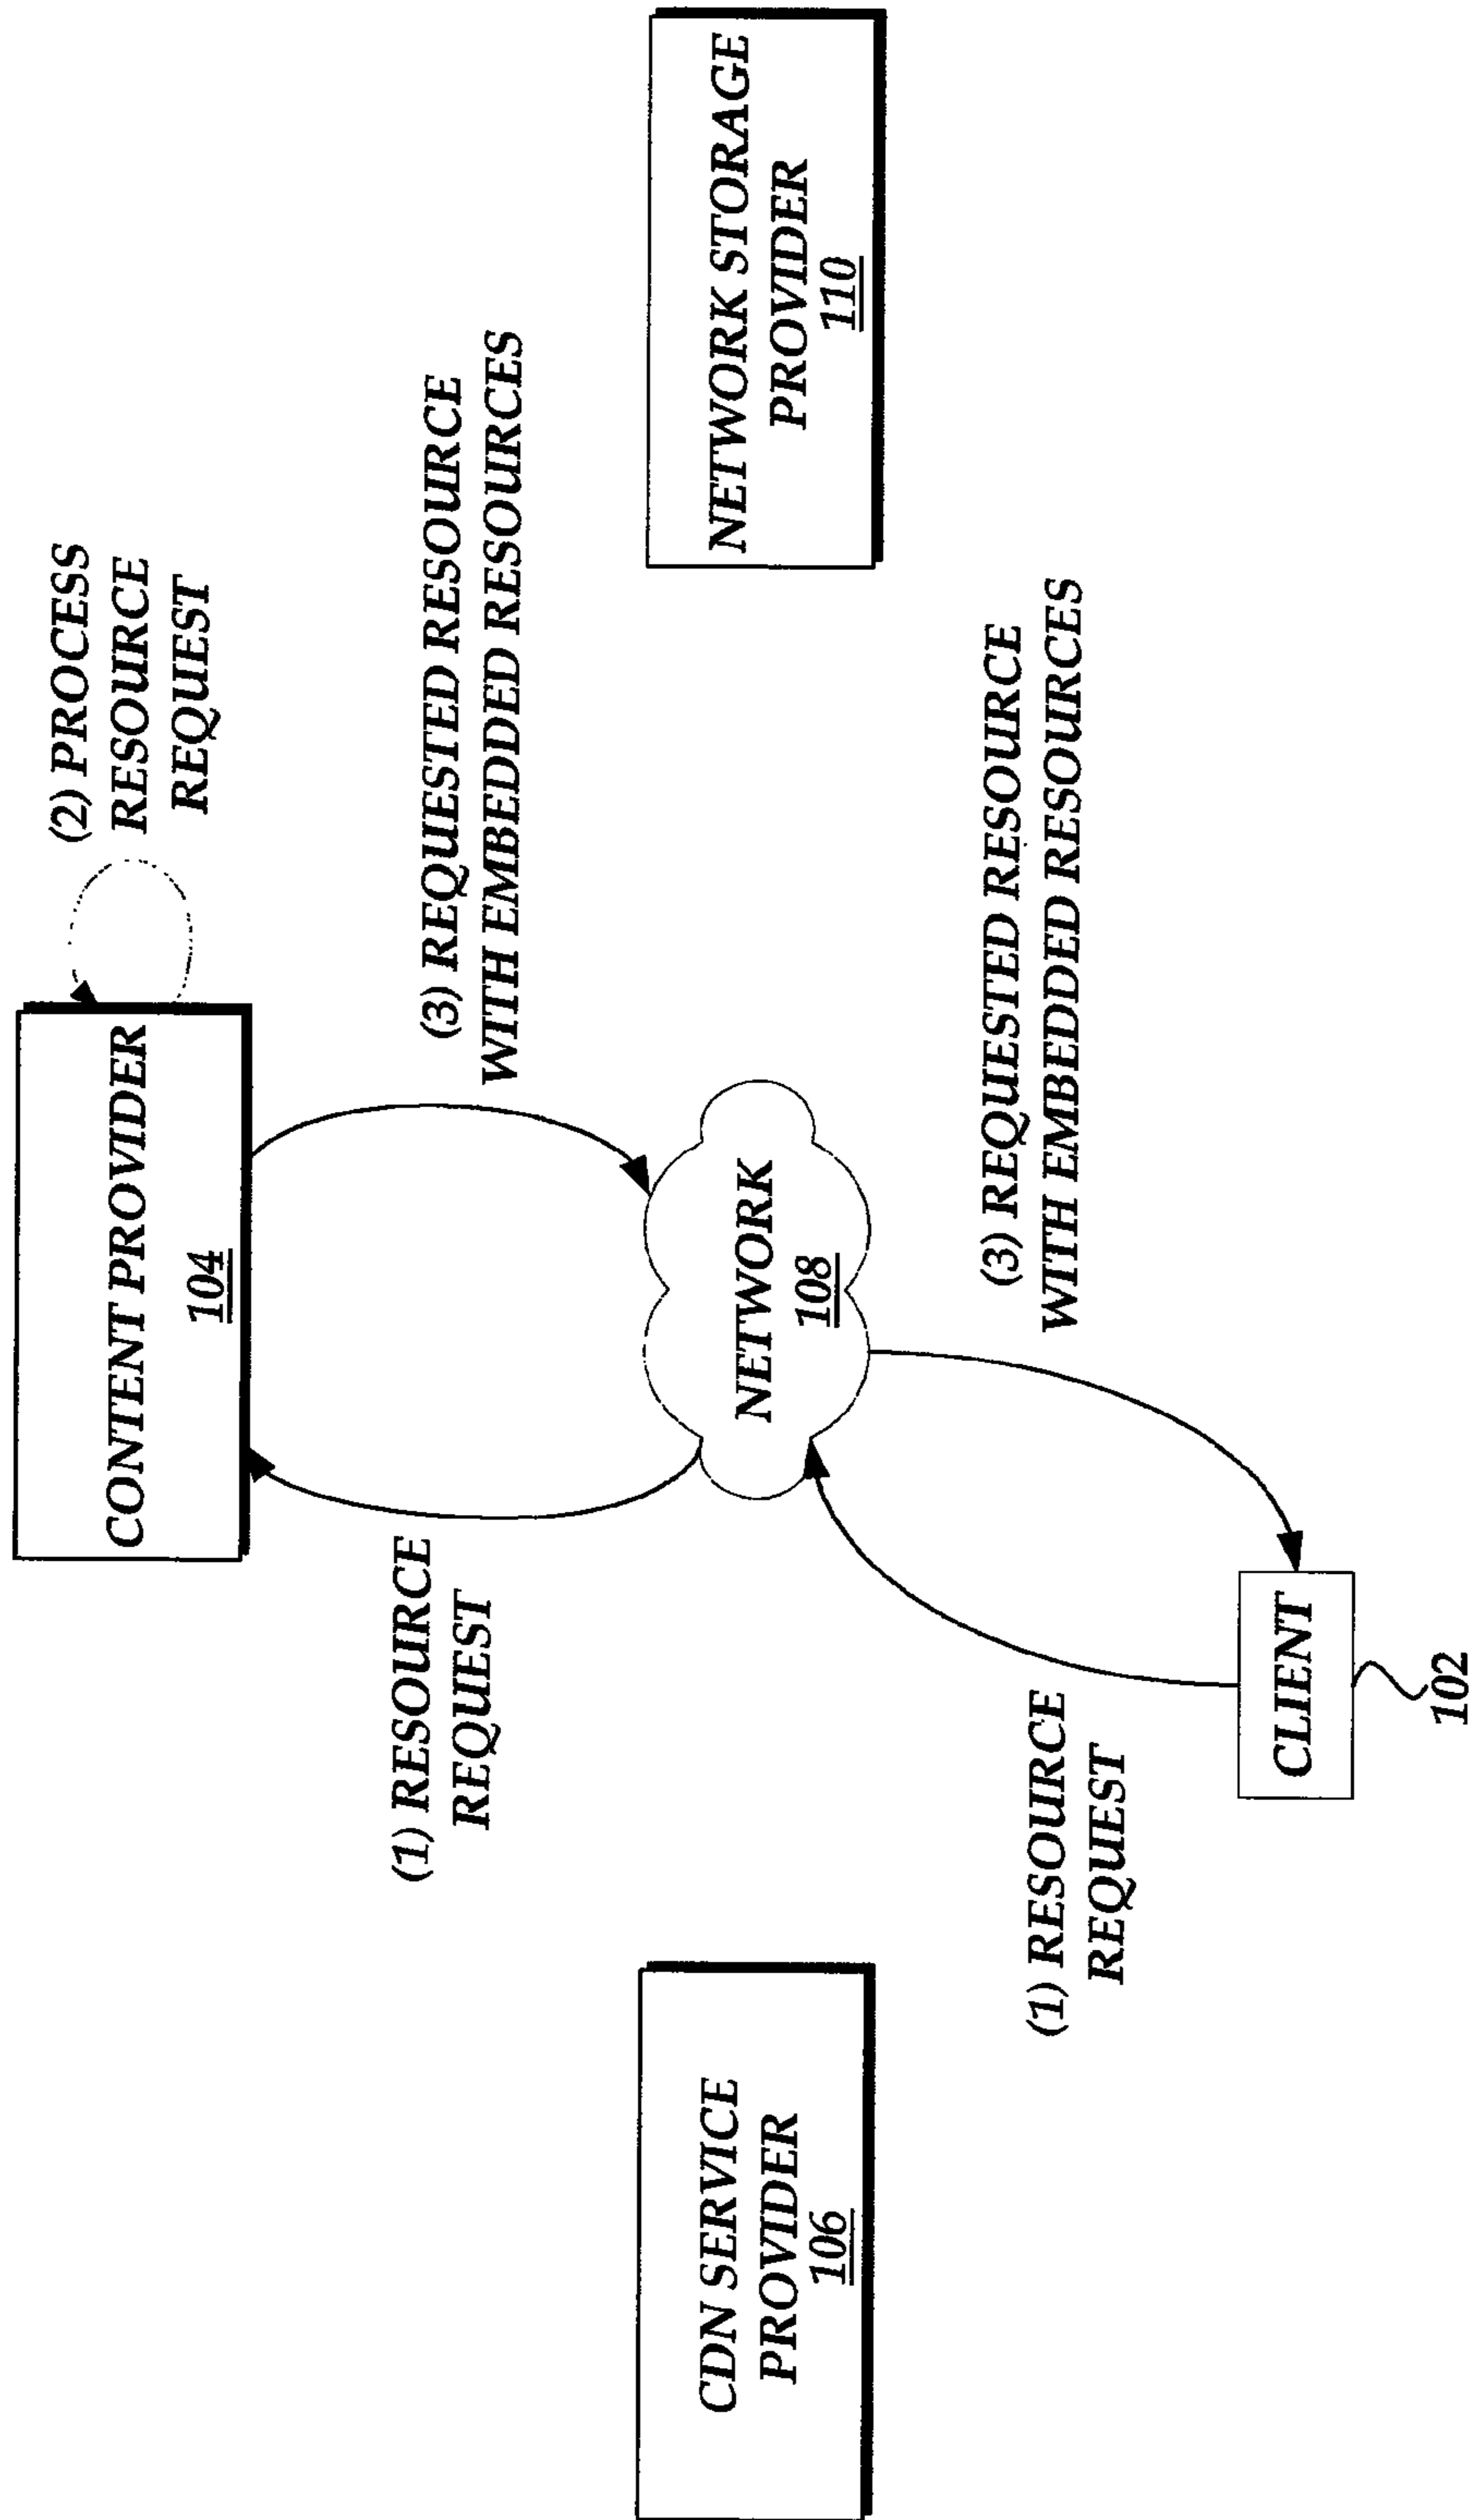 CONTENT PROVIDER
104
(2) PROCESS
RESOURCE
REQUEST
(1) RESOURCE
REQUEST
(3) REQUESTED RESOURCE
WITH EMBEDDED RESOURCES
CDN SERVICE
PROVIDER
106
NETWORK
108
NETWORK STORAGE
PROVIDER
110
(1) RESOURCE
REQUEST
(3) REQUESTED RESOURCE
WITH EMBEDDED RESOURCES
CLIENT
102